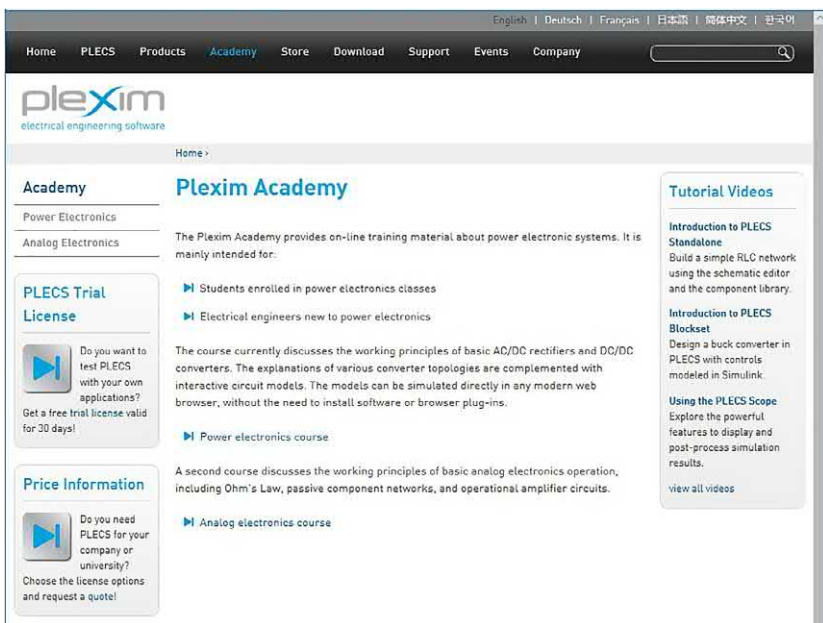 English | Deutsch | Français | 日本語 | 简体中文 | 한국어
Home PLECS Products Academy Store Download Support Events Company
plexim
electrical engineering software
Home ›
Academy
Power Electronics
Analog Electronics
PLECS Trial
License
Do you want to
test PLECS
with your own
applications?
Get a free trial license valid
for 30 days!
Price Information
Do you need
PLECS for your
company or
university?
Choose the license options
and request a quote!
Plexim Academy
The Plexim Academy provides on-line training material about power electronic systems. It is
mainly intended for:
Students enrolled in power electronics classes
Electrical engineers new to power electronics
The course currently discusses the working principles of basic AC/DC rectifiers and DC/DC
converters. The explanations of various converter topologies are complemented with
interactive circuit models. The models can be simulated directly in any modern web
browser, without the need to install software or browser plug-ins.
Power electronics course
A second course discusses the working principles of basic analog electronics operation,
including Ohm's Law, passive component networks, and operational amplifier circuits.
Analog electronics course
Tutorial Videos
Introduction to PLECS
Standalone
Build a simple RLC network
using the schematic editor
and the component library.
Introduction to PLECS
Blockset
Design a buck converter in
PLECS with controls
modeled in Simulink.
Using the PLECS Scope
Explore the powerful
features to display and
post-process simulation
results.
view all videos